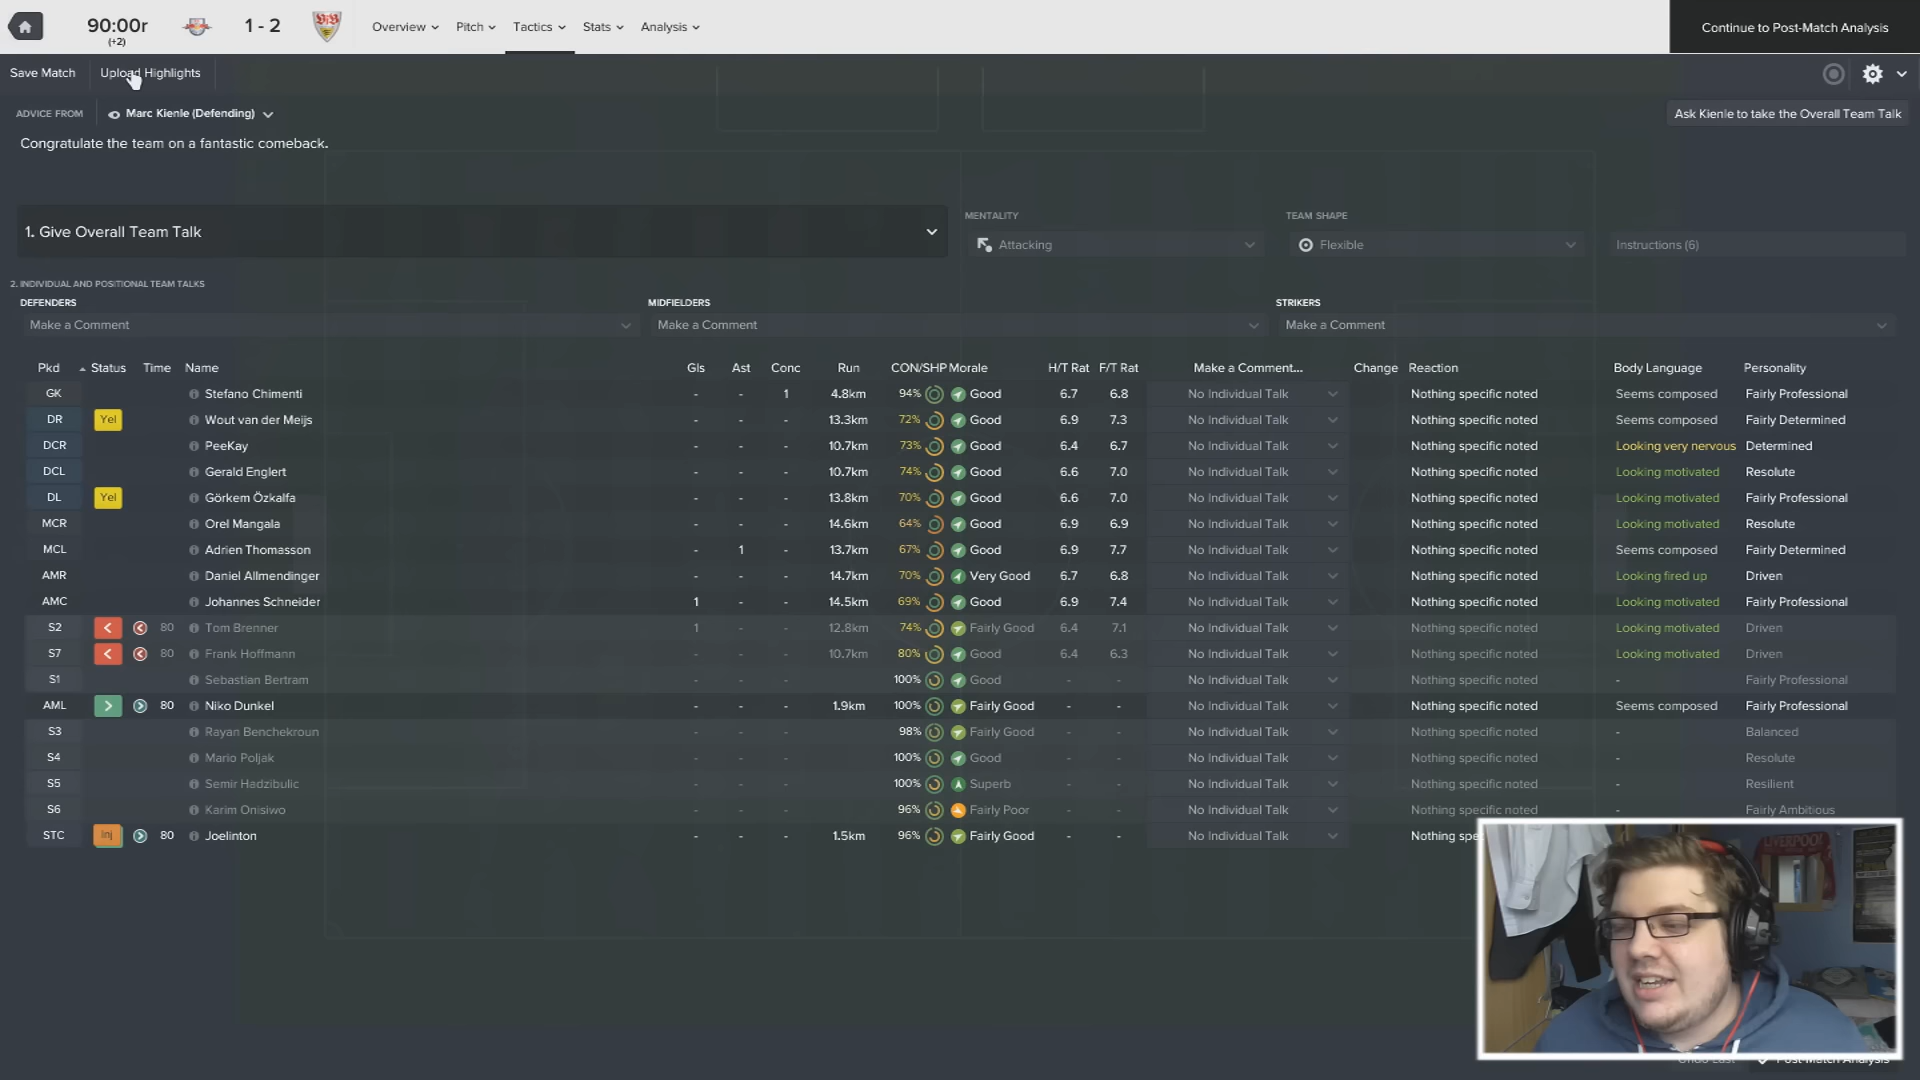 90:00r 1 - 2 Overview Pitch Tactics Stats Analysis Continue to Post-Match Analysis
(+2)
Save Match Upload Highlights
ADVICE FROM Marc Kienle (Defending) Ask Kienle to take the Overall Team Talk
Congratulate the team on a fantastic comeback.
MENTALITY TEAM SHAPE
1. Give Overall Team Talk Attacking Flexible Instructions (6)
2. INDIVIDUAL AND POSITIONAL TEAM TALKS
DEFENDERS MIDFIELDERS STRIKERS
Make a Comment Make a Comment Make a Comment
Pkd Status Time Name Gls Ast Conc Run CON/SHP Morale H/T Rat F/T Rat Make a Comment... Change Reaction Body Language Personality
GK Stefano Chimenti - - 1 4.8km 94% Good 6.7 6.8 No Individual Talk Nothing specific noted Seems composed Fairly Professional
DR Yel Wout van der Meijs - - - 13.3km 72% Good 6.9 7.3 No Individual Talk Nothing specific noted Seems composed Fairly Determined
DCR PeeKay - - - 10.7km 73% Good 6.4 6.7 No Individual Talk Nothing specific noted Looking very nervous Determined
DCL Gerald Englert - - - 10.7km 74% Good 6.6 7.0 No Individual Talk Nothing specific noted Looking motivated Resolute
DL Yel Görkem Özkalfa - - - 13.8km 70% Good 6.6 7.0 No Individual Talk Nothing specific noted Looking motivated Fairly Professional
MCR Orel Mangala - - - 14.6km 64% Good 6.9 6.9 No Individual Talk Nothing specific noted Looking motivated Resolute
MCL Adrien Thomasson - 1 - 13.7km 67% Good 6.9 7.7 No Individual Talk Nothing specific noted Seems composed Fairly Determined
AMR Daniel Allmendinger - - - 14.7km 70% Very Good 6.7 6.8 No Individual Talk Nothing specific noted Looking fired up Driven
AMC Johannes Schneider 1 - - 14.5km 69% Good 6.9 7.4 No Individual Talk Nothing specific noted Looking motivated Fairly Professional
S2 80 Tom Brenner 1 - - 12.8km 74% Fairly Good 6.4 7.1 No Individual Talk Nothing specific noted Looking motivated Driven
S7 80 Frank Hoffmann - - - 10.7km 80% Good 6.4 6.3 No Individual Talk Nothing specific noted Looking motivated Driven
S1 Sebastian Bertram - - - 100% Good - - No Individual Talk Nothing specific noted - Fairly Professional
AML 80 Niko Dunkel - - - 1.9km 100% Fairly Good - - No Individual Talk Nothing specific noted Seems composed Fairly Professional
S3 Rayan Benchekroun - - - 98% Fairly Good - - No Individual Talk Nothing specific noted - Balanced
S4 Mario Poljak - - - 100% Good - - No Individual Talk Nothing specific noted - Resolute
S5 Semir Hadzibulic - - - 100% Superb - - No Individual Talk Nothing specific noted - Resilient
S6 Karim Onisiwo - - - 96% Fairly Poor - - No Individual Talk Nothing specific noted - Fairly Ambitious
STC Inj 80 Joelinton - - - 1.5km 96% Fairly Good - - No Individual Talk Nothing spe
LIVERPOOL
Undo Last Post-Match Analysis